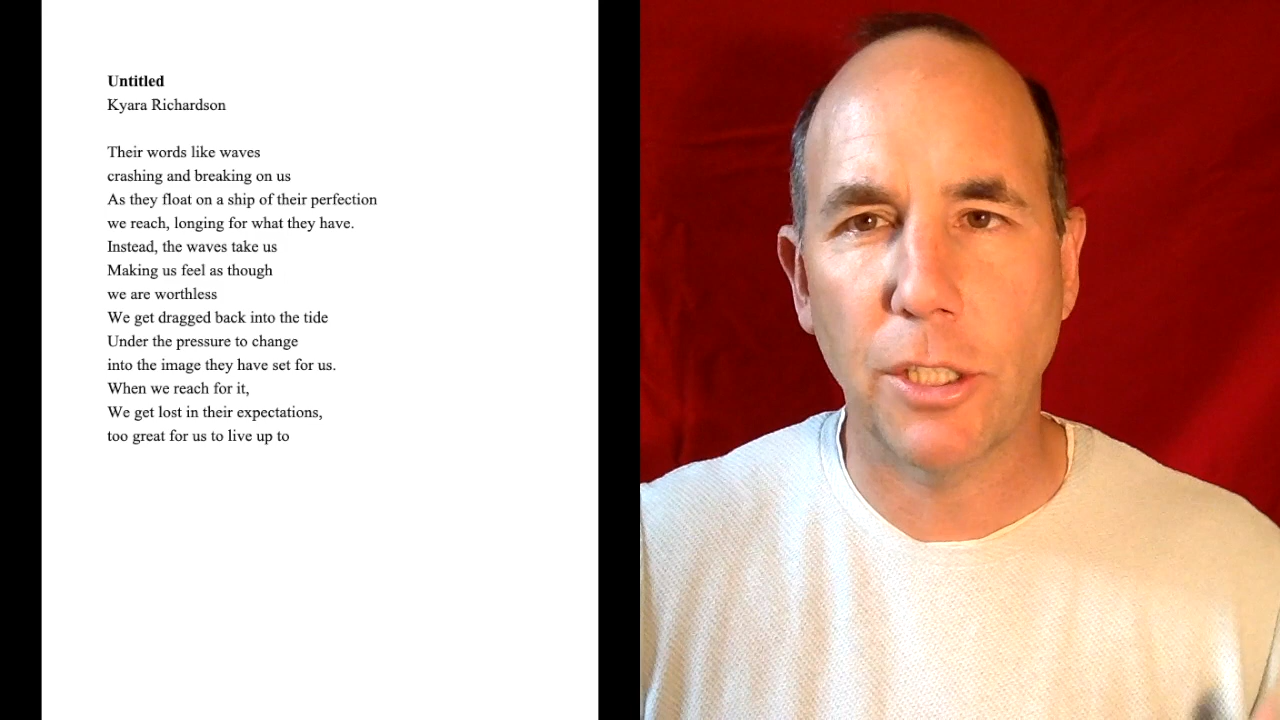 Untitled
Kyara Richardson
Their words like waves
crashing and breaking on us
As they float on a ship of their perfection
we reach, longing for what they have.
Instead, the waves take us
Making us feel as though
we are worthless
We get dragged back into the tide
Under the pressure to change
into the image they have set for us.
When we reach for it,
We get lost in their expectations,
too great for us to live up to